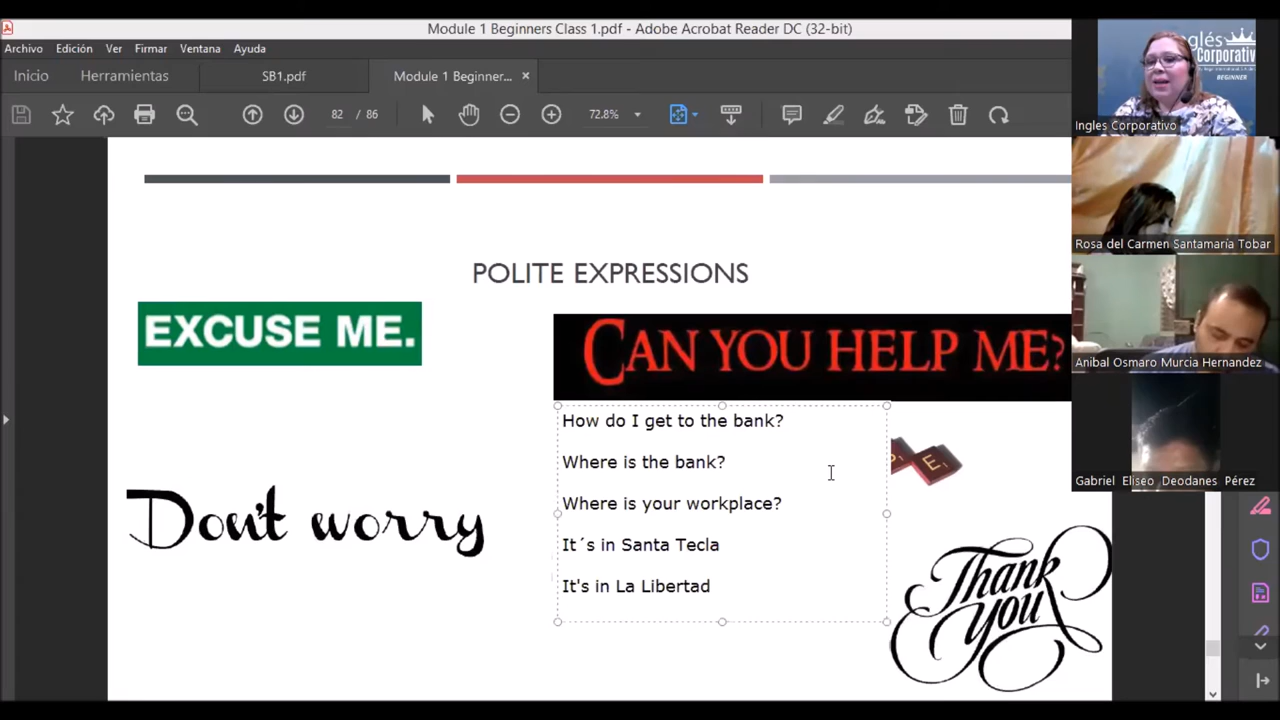 Module 1 Beginners Class 1.pdf - Adobe Acrobat Reader DC (32-bit)
Archivo Edición Ver Firmar Ventana Ayuda
Inicio Herramientas SB1.pdf Module 1 Beginner... ×
82 / 86 72.8%
POLITE EXPRESSIONS
EXCUSE ME.
CAN YOU HELP ME?
How do I get to the bank?
Where is the bank?
Where is your workplace?
It´s in Santa Tecla
It's in La Libertad
E
Don't worry
Thank
you
Inglés
Corporativo
BEGINNER
Ingles Corporativo
Rosa del Carmen Santamaría Tobar
Anibal Osmaro Murcia Hernandez
Gabriel Eliseo Deodanes Pérez